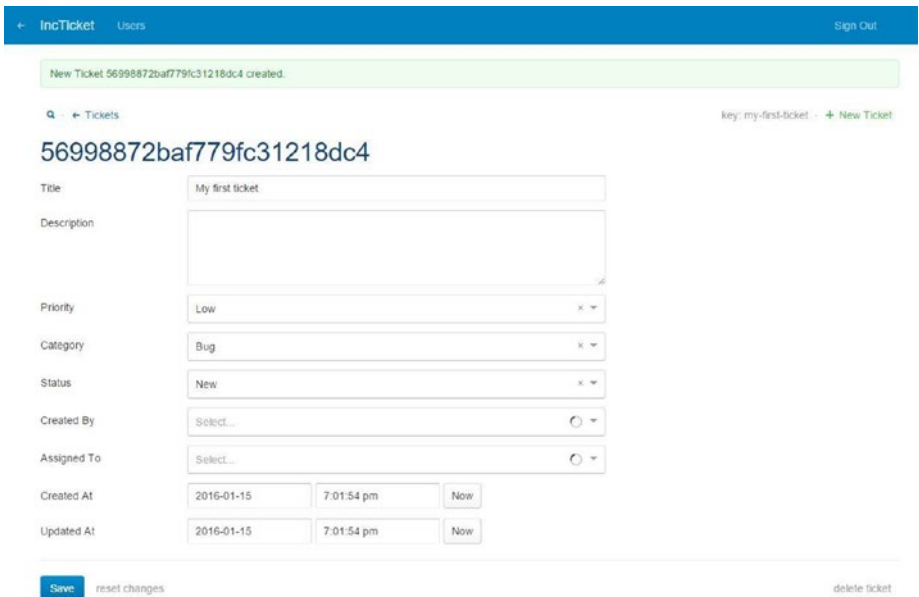 ← IncTicket Users Sign Out
New Ticket 56998872baf779fc31218dc4 created.
← Tickets key: my-first-ticket · + New Ticket
56998872baf779fc31218dc4
Title My first ticket
Description
Priority Low × 
Category Bug ×
Status New ×
Created By Select...
Assigned To Select...
Created At 2016-01-15 7:01:54 pm Now
Updated At 2016-01-15 7:01:54 pm Now
Save reset changes delete ticket